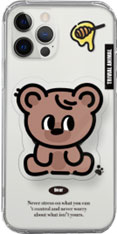 TRIVIAL ANIMAL
BEAR
Never stress on what you can
't control and never worry
about what isn't yours.